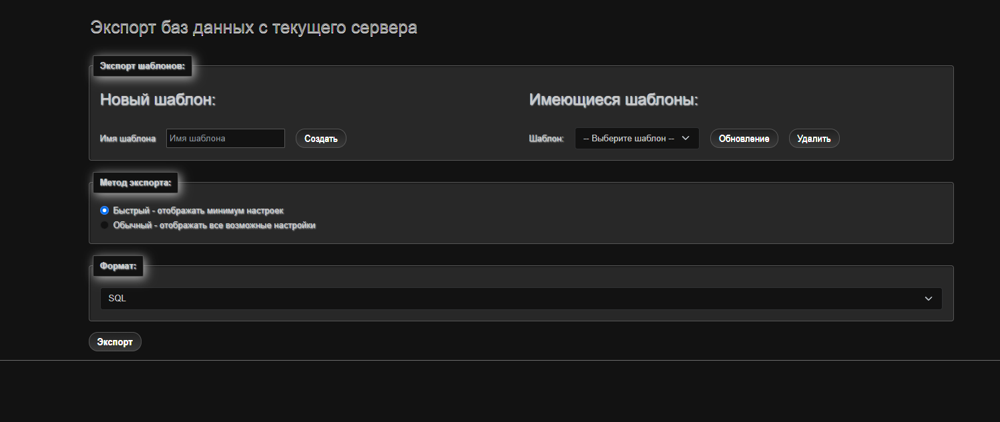 Экспорт баз данных с текущего сервера
Экспорт шаблонов:
Новый шаблон:
Имя шаблона Имя шаблона Создать
Имеющиеся шаблоны:
Шаблон: -- Выберите шаблон -- Обновление Удалить
Метод экспорта:
Быстрый - отображать минимум настроек
Обычный - отображать все возможные настройки
Формат:
SQL
Экспорт